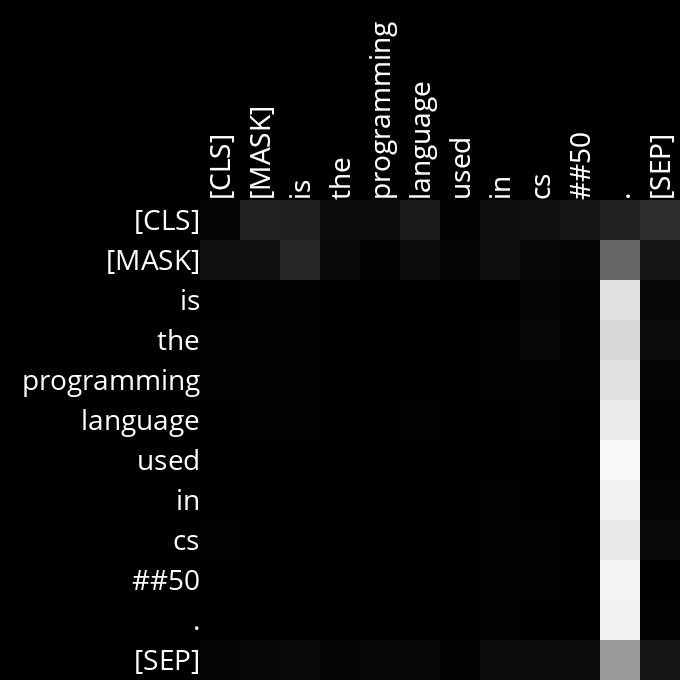 [CLS]
[MASK]
is
the
programming
language
used
in
cs
##50
.
[SEP]
[CLS]
[MASK]
is
the
programming
language
used
in
cs
##50
.
[SEP]